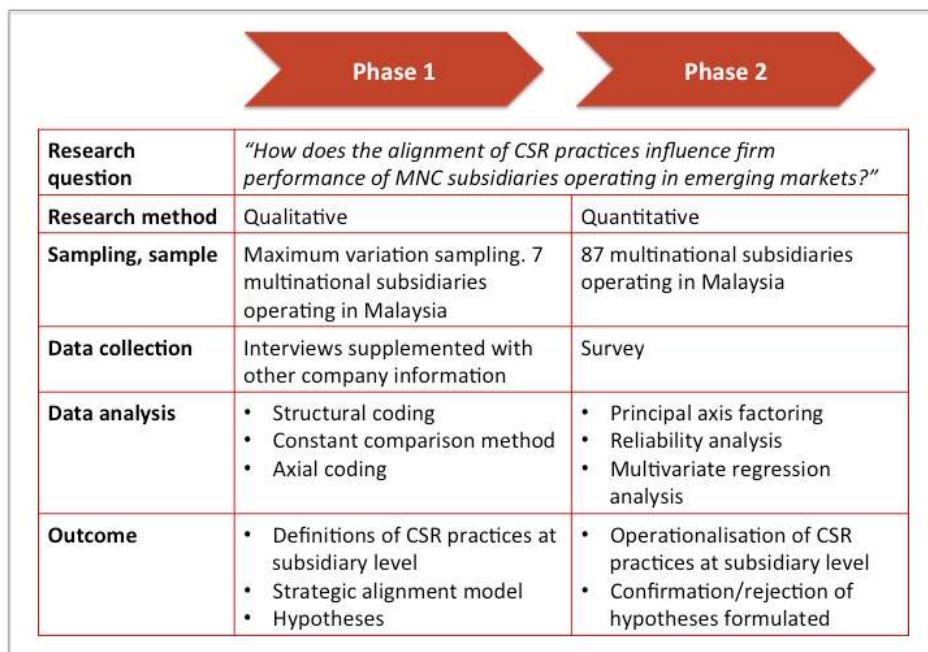 Phase 1
Phase 2
Research
question
“How does the alignment of CSR practices influence firm
performance of MNC subsidiaries operating in emerging markets?”
Research method
Qualitative
Quantitative
Sampling, sample
Maximum variation sampling. 7
multinational subsidiaries
operating in Malaysia
87 multinational subsidiaries
operating in Malaysia
Data collection
Interviews supplemented with
other company information
Survey
Data analysis
• Structural coding
• Constant comparison method
• Axial coding
• Principal axis factoring
• Reliability analysis
• Multivariate regression
analysis
Outcome
• Definitions of CSR practices at
subsidiary level
• Strategic alignment model
• Hypotheses
• Operationalisation of CSR
practices at subsidiary level
• Confirmation/rejection of
hypotheses formulated